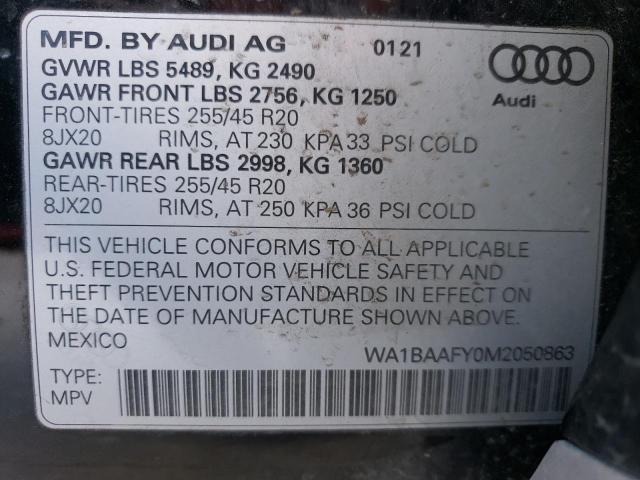 MFD. BY AUDI AG 0121
GVWR LBS 5489, KG 2490
GAWR FRONT LBS 2756, KG 1250
FRONT-TIRES 255/45 R20
8JX20 RIMS, AT 230 KPA 33 PSI COLD
GAWR REAR LBS 2998, KG 1360
REAR-TIRES 255/45 R20
8JX20 RIMS, AT 250 KPA 36 PSI COLD
Audi
THIS VEHICLE CONFORMS TO ALL APPLICABLE
U.S. FEDERAL MOTOR VEHICLE SAFETY AND
THEFT PREVENTION STANDARDS IN EFFECT ON
THE DATE OF MANUFACTURE SHOWN ABOVE.
MEXICO WA1BAAFY0M2050863
TYPE:
MPV